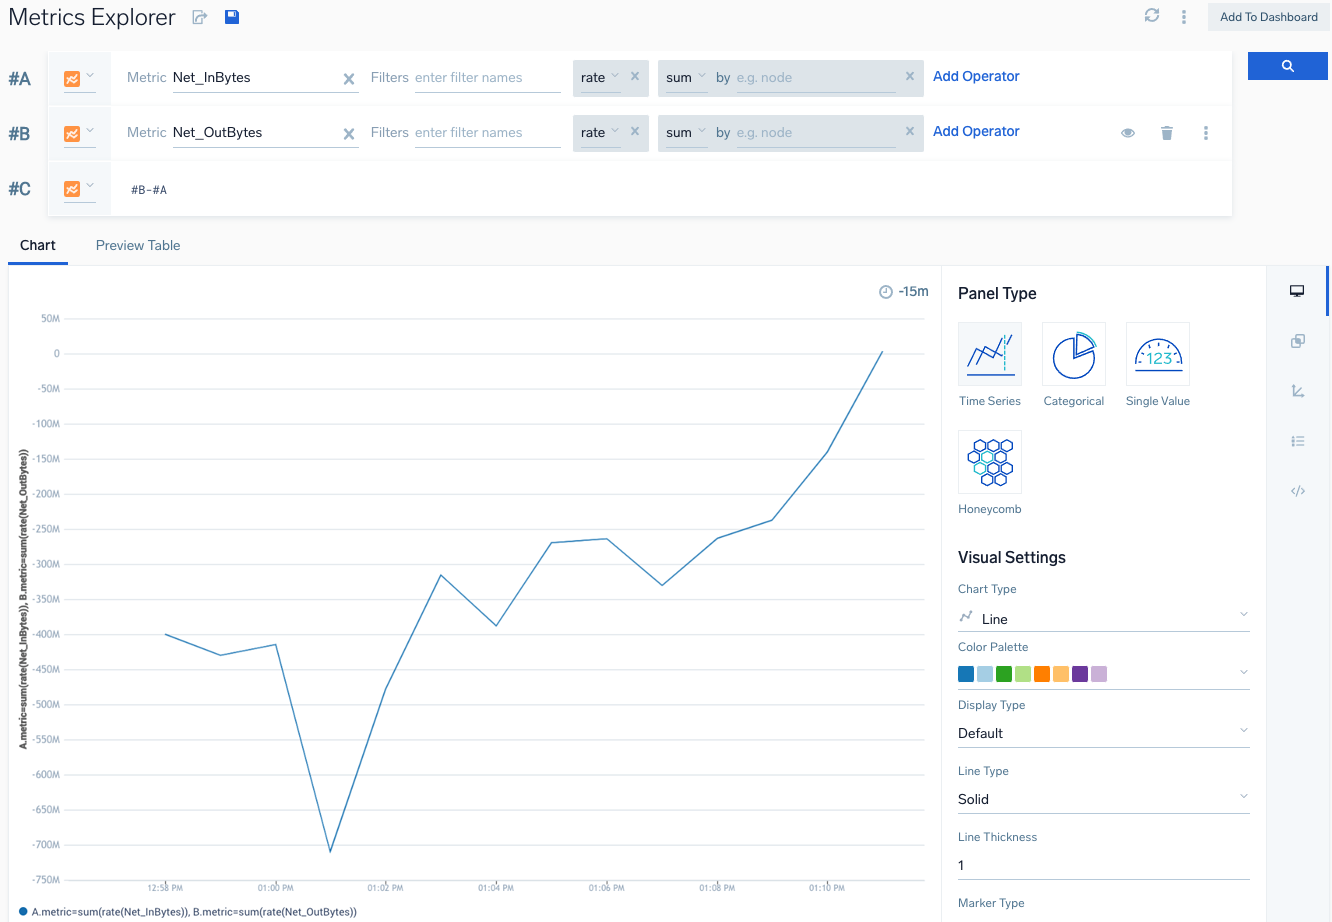 Metrics Explorer
Add To Dashboard
#A Metric Net_InBytes Filters enter filter names rate sum by e.g. node Add Operator
#B Metric Net_OutBytes Filters enter filter names rate sum by e.g. node Add Operator
#C #B-#A
Chart Preview Table
-15m
50M
0
-50M
-100M
-150M
-200M
-250M
-300M
-350M
-400M
-450M
-500M
-550M
-600M
-650M
-700M
-750M
A.metric=sum(rate(Net_InBytes)), B.metric=sum(rate(Net_OutBytes))
12:58 PM 01:00 PM 01:02 PM 01:04 PM 01:06 PM 01:08 PM 01:10 PM
A.metric=sum(rate(Net_InBytes)), B.metric=sum(rate(Net_OutBytes))
Panel Type
123
Time Series Categorical Single Value
Honeycomb
Visual Settings
Chart Type
Line
Color Palette
Display Type
Default
Line Type
Solid
Line Thickness
1
Marker Type